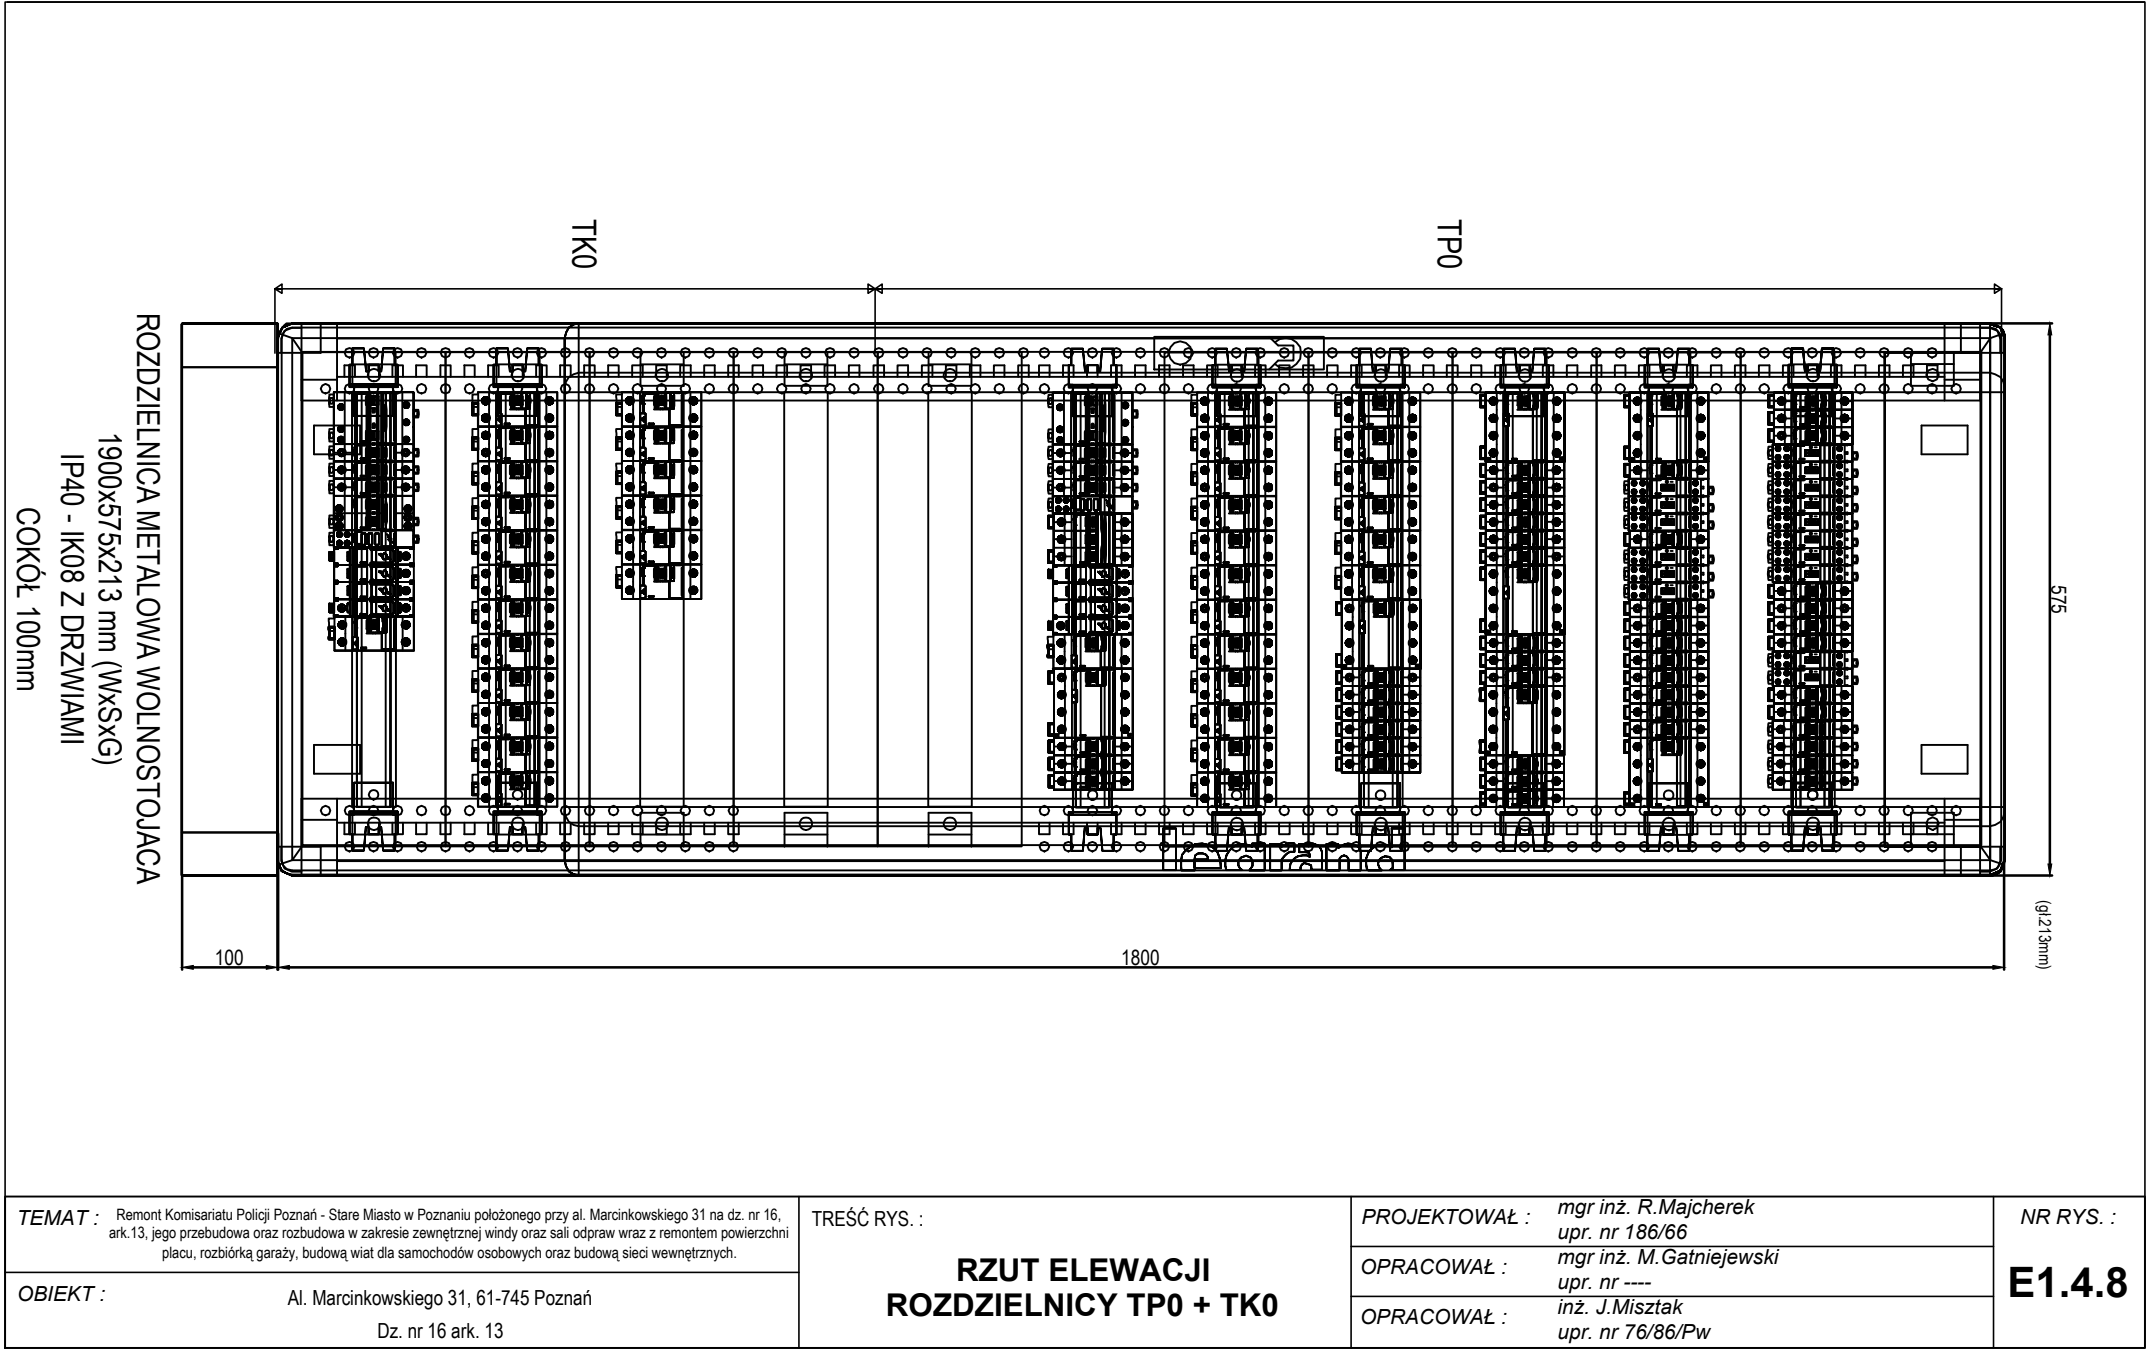 TK0
TP0
ROZDZIELNICA METALOWA WOLNOSTOJACA
1900x575x213 mm (WxSxG)
IP40 - IK08 Z DRZWIAMI
COKÓŁ 100mm
575
(gł.213mm)
100
1800
TEMAT :
Remont Komisariatu Policji Poznań - Stare Miasto w Poznaniu położonego przy al. Marcinkowskiego 31 na dz. nr 16,
ark.13, jego przebudowa oraz rozbudowa w zakresie zewnętrznej windy oraz sali odpraw wraz z remontem powierzchni
placu, rozbiórką garaży, budową wiat dla samochodów osobowych oraz budową sieci wewnętrznych.
OBIEKT :
Al. Marcinkowskiego 31, 61-745 Poznań
Dz. nr 16 ark. 13
TREŚĆ RYS. :
RZUT ELEWACJI
ROZDZIELNICY TP0 + TK0
PROJEKTOWAŁ :
mgr inż. R.Majcherek
upr. nr 186/66
OPRACOWAŁ :
mgr inż. M.Gatniejewski
upr. nr ----
OPRACOWAŁ :
inż. J.Misztak
upr. nr 76/86/Pw
NR RYS. :
E1.4.8